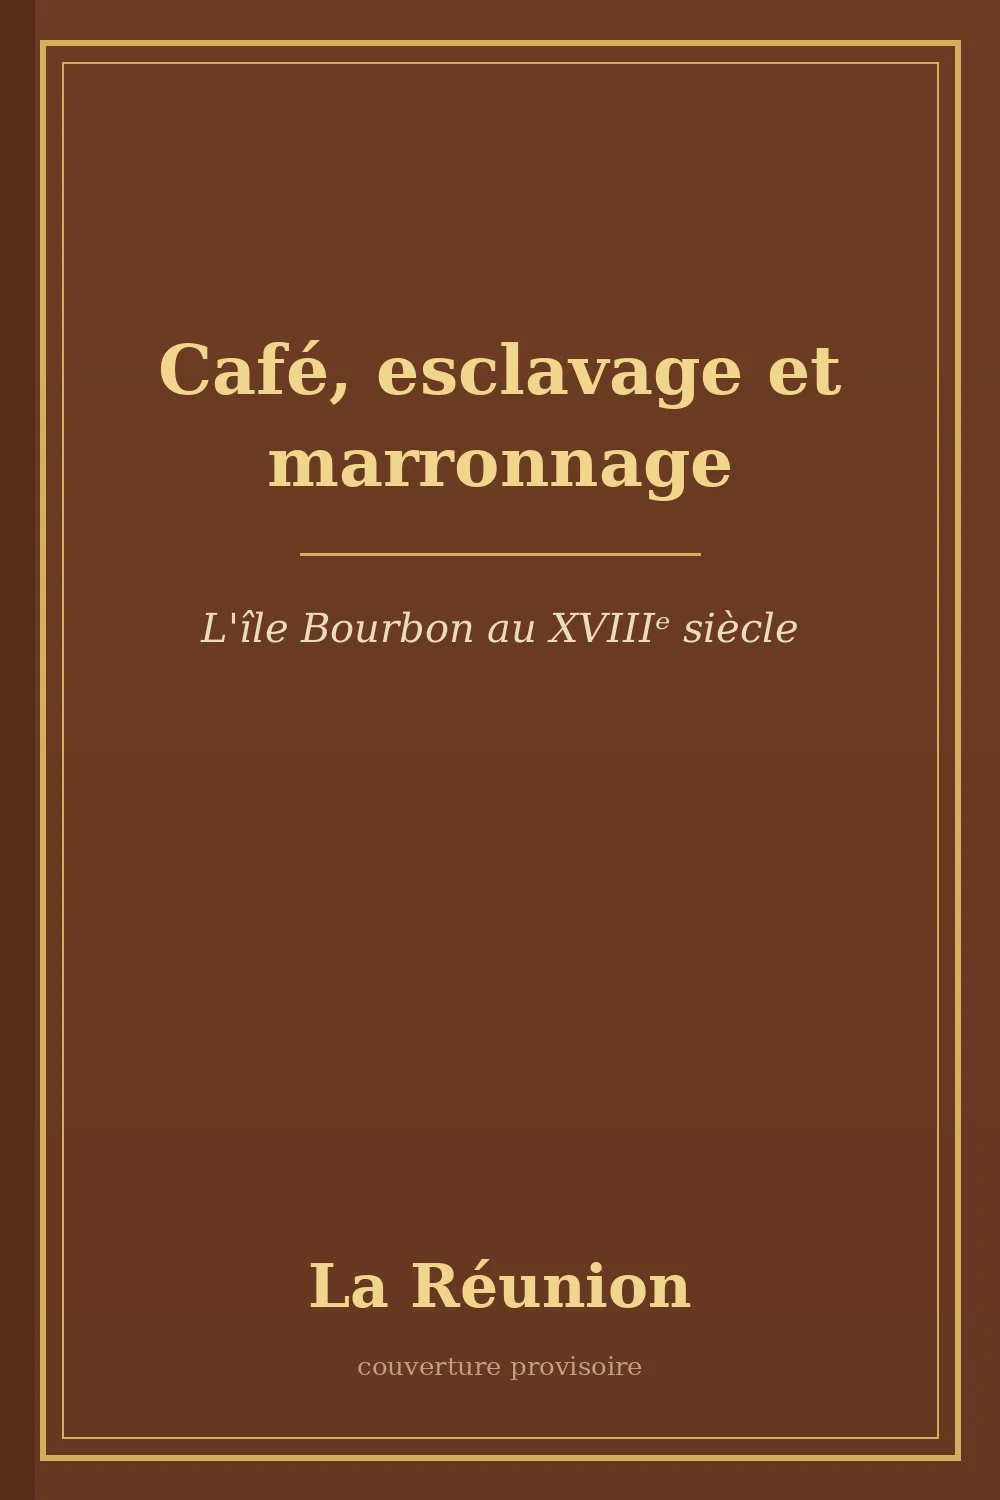 Café, esclavage et
marronnage
L'île Bourbon au XVIIIᵉ siècle
La Réunion
couverture provisoire